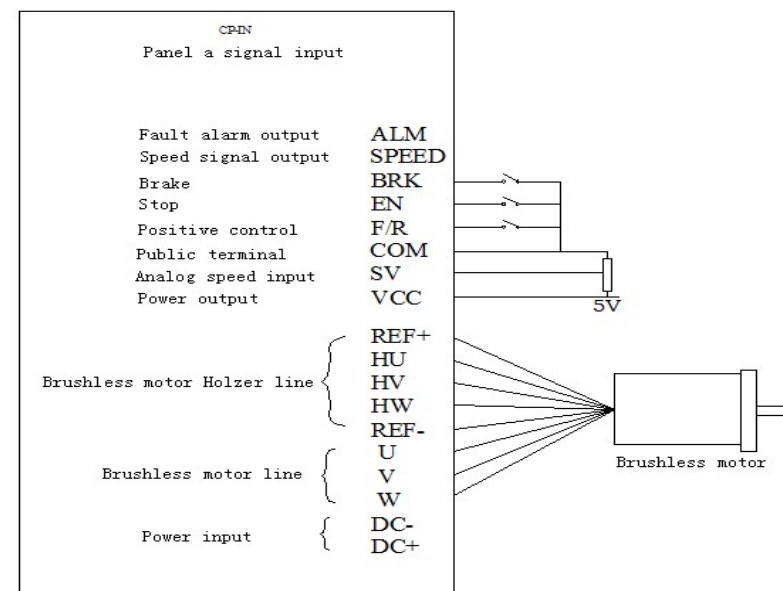 CP-IN
Panel a signal input
Fault alarm output ALM
Speed signal output SPEED
Brake BRK
Stop EN
Positive control F/R
Public terminal COM
Analog speed input SV
Power output VCC
5V
REF+
HU
Brushless motor Holzer line HV
HW
REF-
U
Brushless motor line V
W
Brushless motor
Power input DC-
DC+